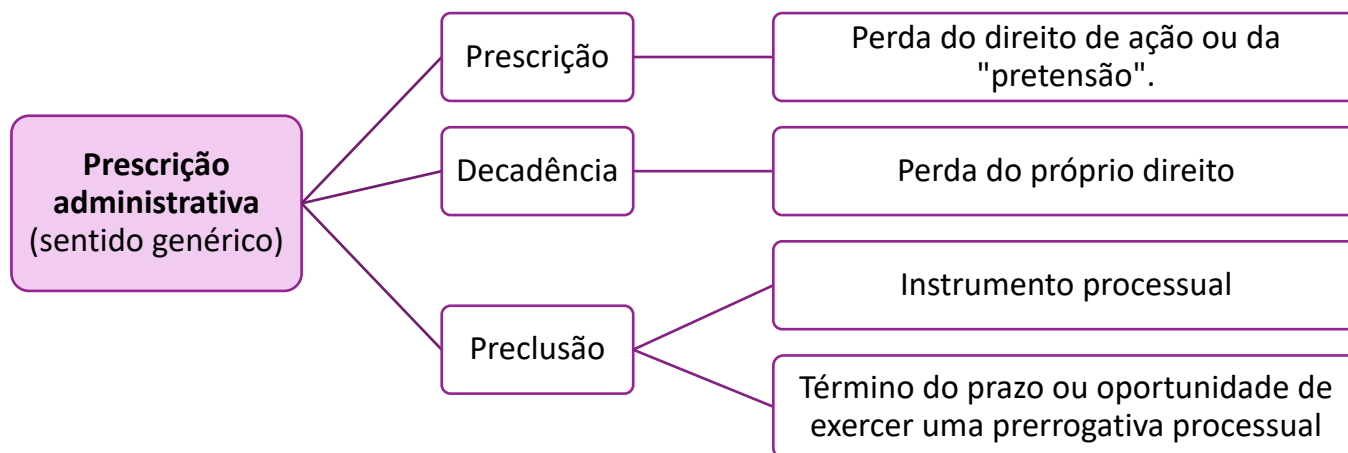 Prescrição
administrativa
(sentido genérico)
Prescrição
Perda do direito de ação ou da
"pretensão".
Decadência
Perda do próprio direito
Preclusão
Instrumento processual
Término do prazo ou oportunidade de
exercer uma prerrogativa processual